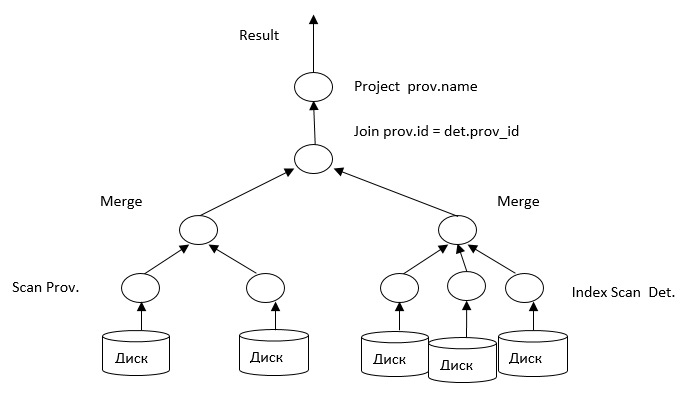 Result
Project prov.name
Join prov.id = det.prov_id
Merge
Merge
Scan Prov.
Index Scan Det.
Диск
Диск
Диск
Диск
Диск